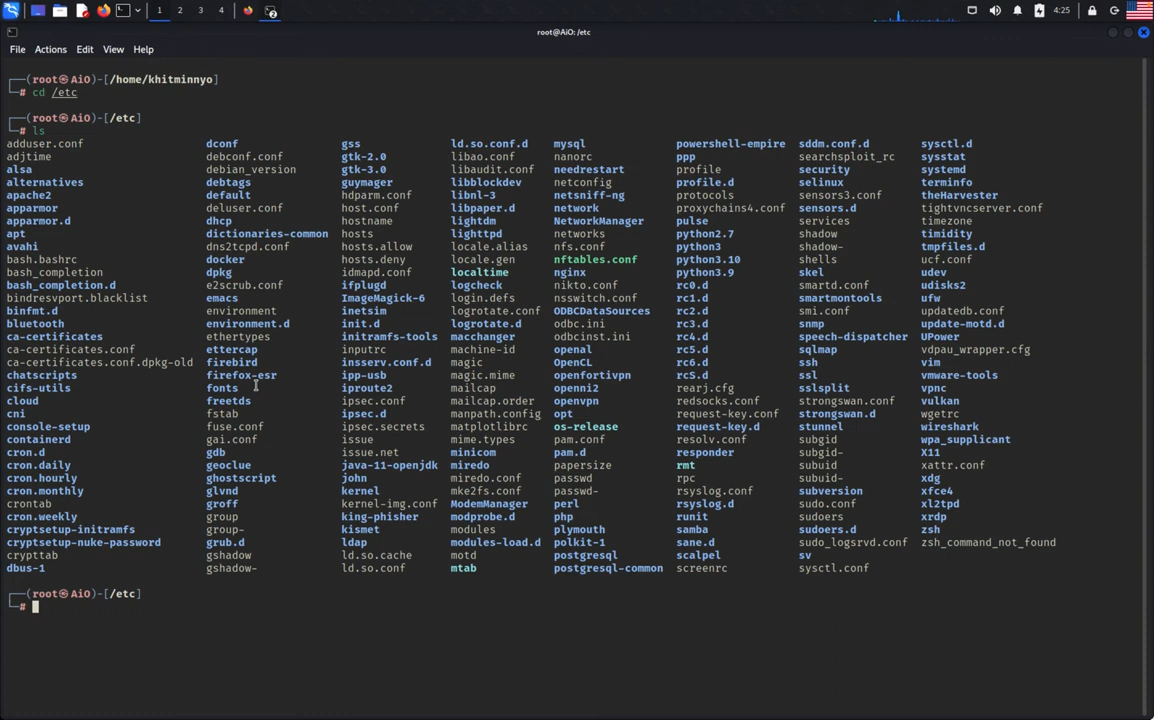 1 2 3 4 2 4:25
root@AiO: /etc
File Actions Edit View Help
┌──(root㉿AiO)-[/home/khitminnyo]
└─# cd /etc
┌──(root㉿AiO)-[/etc]
└─# ls
adduser.conf dconf gss ld.so.conf.d mysql powershell-empire sddm.conf.d sysctl.d
adjtime debconf.conf gtk-2.0 libao.conf nanorc ppp searchsploit_rc sysstat
alsa debian_version gtk-3.0 libaudit.conf needrestart profile security systemd
alternatives debtags guymager libblockdev netconfig profile.d selinux terminfo
apache2 default hdparm.conf libnl-3 netsniff-ng protocols sensors3.conf theHarvester
apparmor deluser.conf host.conf libpaper.d network proxychains4.conf sensors.d tightvncserver.conf
apparmor.d dhcp hostname lightdm NetworkManager pulse services timezone
apt dictionaries-common hosts lighttpd networks python2.7 shadow timidity
avahi dns2tcpd.conf hosts.allow locale.alias nfs.conf python3 shadow- tmpfiles.d
bash.bashrc docker hosts.deny locale.gen nftables.conf python3.10 shells ucf.conf
bash_completion dpkg idmapd.conf localtime nginx python3.9 skel udev
bash_completion.d e2scrub.conf ifplugd logcheck nikto.conf rc0.d smartd.conf udisks2
bindresvport.blacklist emacs ImageMagick-6 login.defs nsswitch.conf rc1.d smartmontools ufw
binfmt.d environment inetsim logrotate.conf ODBCDataSources rc2.d smi.conf updatedb.conf
bluetooth environment.d init.d logrotate.d odbc.ini rc3.d snmp update-motd.d
ca-certificates ethertypes initramfs-tools macchanger odbcinst.ini rc4.d speech-dispatcher UPower
ca-certificates.conf ettercap inputrc machine-id openal rc5.d sqlmap vdpau_wrapper.cfg
ca-certificates.conf.dpkg-old firebird insserv.conf.d magic OpenCL rc6.d ssh vim
chatscripts firefox-esr ipp-usb magic.mime openfortivpn rcS.d ssl vmware-tools
cifs-utils fonts iproute2 mailcap openni2 rearj.cfg sslsplit vpnc
cloud freetds ipsec.conf mailcap.order openvpn redsocks.conf strongswan.conf vulkan
cni fstab ipsec.d manpath.config opt request-key.conf strongswan.d wgetrc
console-setup fuse.conf ipsec.secrets matplotlibrc os-release request-key.d stunnel wireshark
containerd gai.conf issue mime.types pam.conf resolv.conf subgid wpa_supplicant
cron.d gdb issue.net minicom pam.d responder subgid- X11
cron.daily geoclue java-11-openjdk miredo papersize rmt subuid xattr.conf
cron.hourly ghostscript john miredo.conf passwd rpc subuid- xdg
cron.monthly glvnd kernel mke2fs.conf passwd- rsyslog.conf subversion xfce4
crontab groff kernel-img.conf ModemManager perl rsyslog.d sudo.conf xl2tpd
cron.weekly group king-phisher modprobe.d php runit sudoers xrdp
cryptsetup-initramfs group- kismet modules plymouth samba sudoers.d zsh
cryptsetup-nuke-password grub.d ldap modules-load.d polkit-1 sane.d sudo_logsrvd.conf zsh_command_not_found
crypttab gshadow ld.so.cache motd postgresql scalpel sv
dbus-1 gshadow- ld.so.conf mtab postgresql-common screenrc sysctl.conf
┌──(root㉿AiO)-[/etc]
└─#